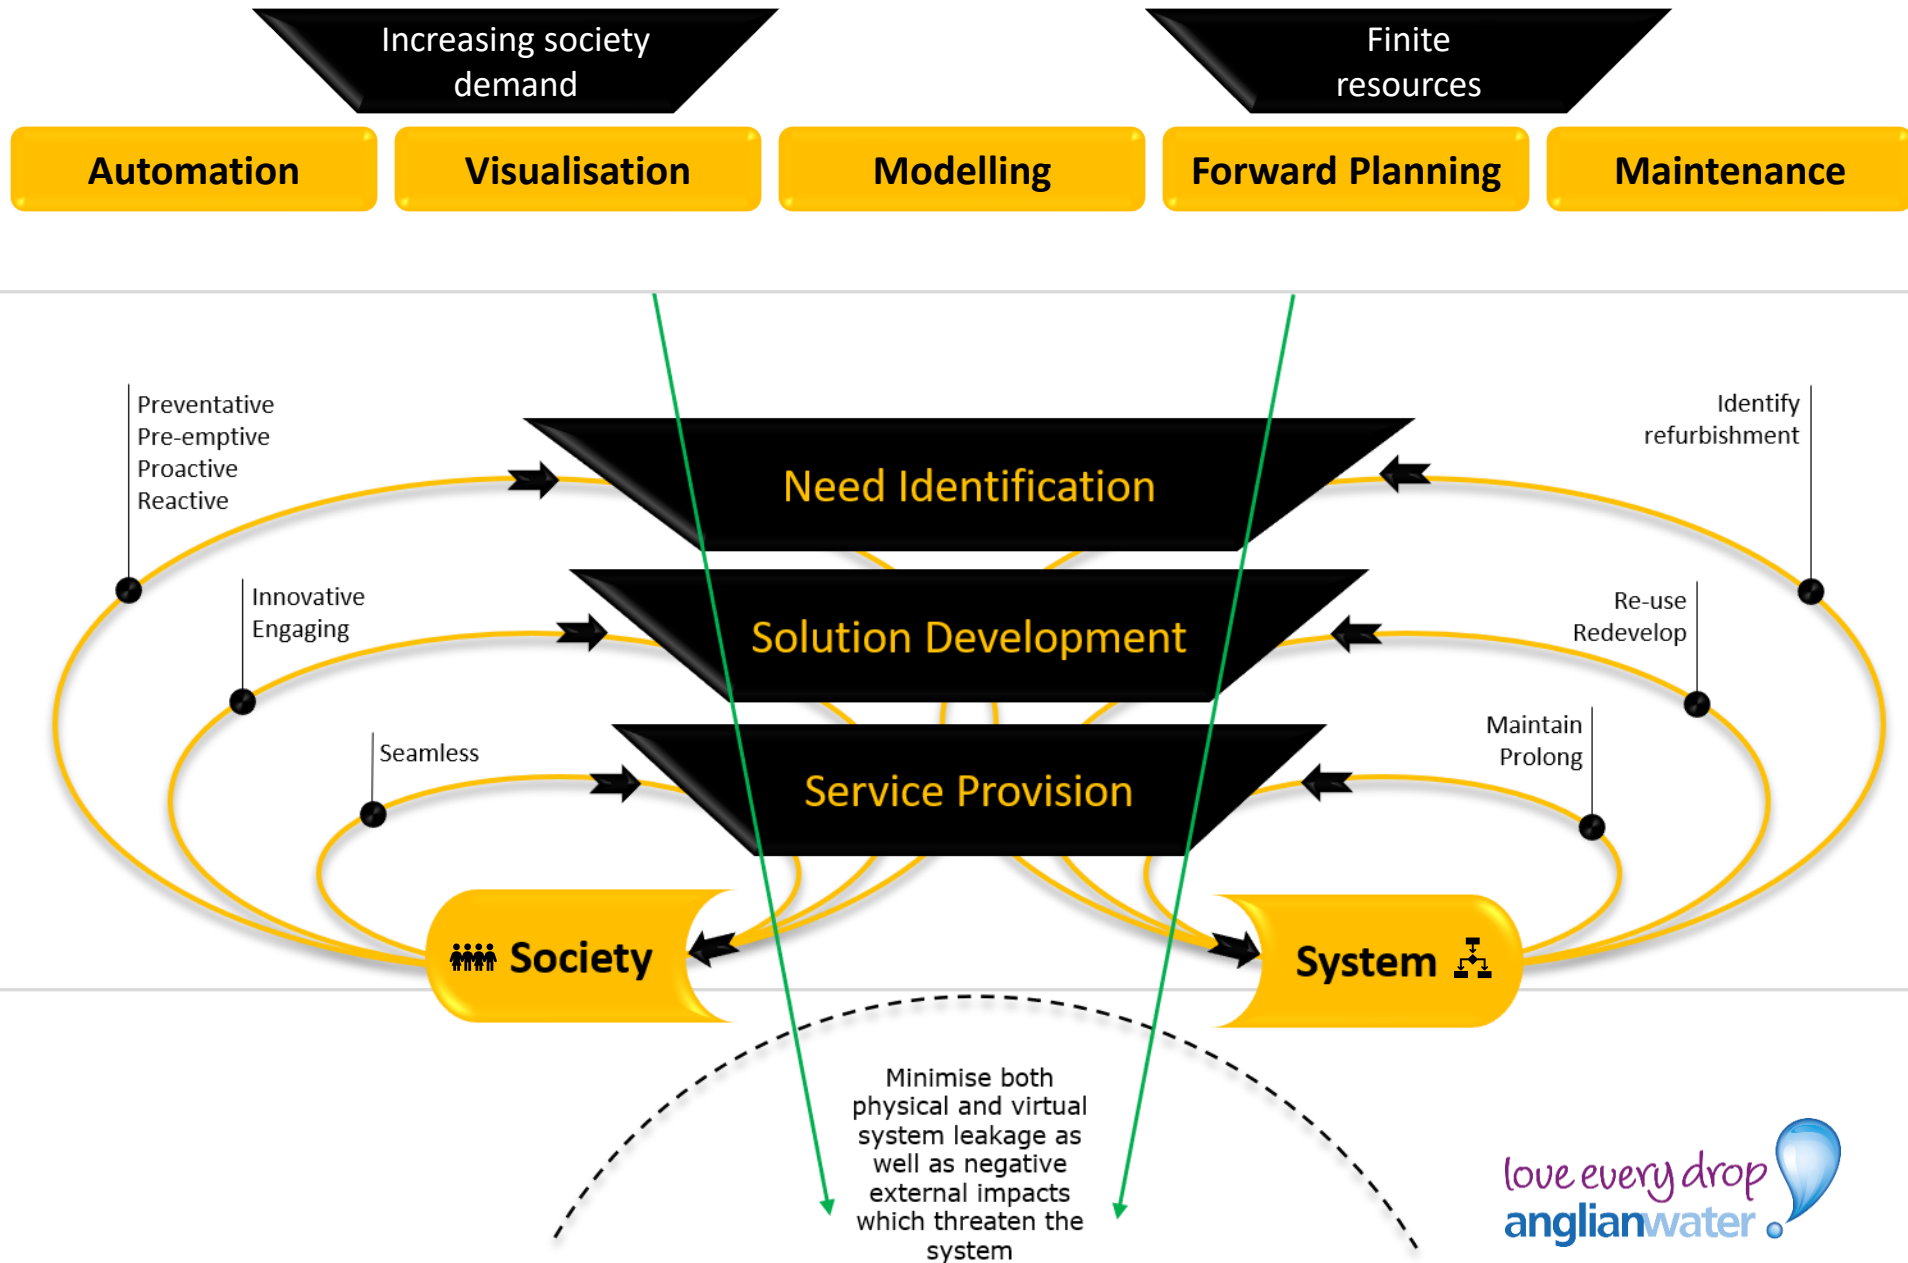 Increasing society
demand
Finite
resources
Automation
Visualisation
Modelling
Forward Planning
Maintenance
Preventative
Pre-emptive
Proactive
Reactive
Identify
refurbishment
Need Identification
Innovative
Engaging
Re-use
Redevelop
Solution Development
Seamless
Maintain
Prolong
Service Provision
Society
System
Minimise both
physical and virtual
system leakage as
well as negative
external impacts
which threaten the
system
love every drop
anglianwater